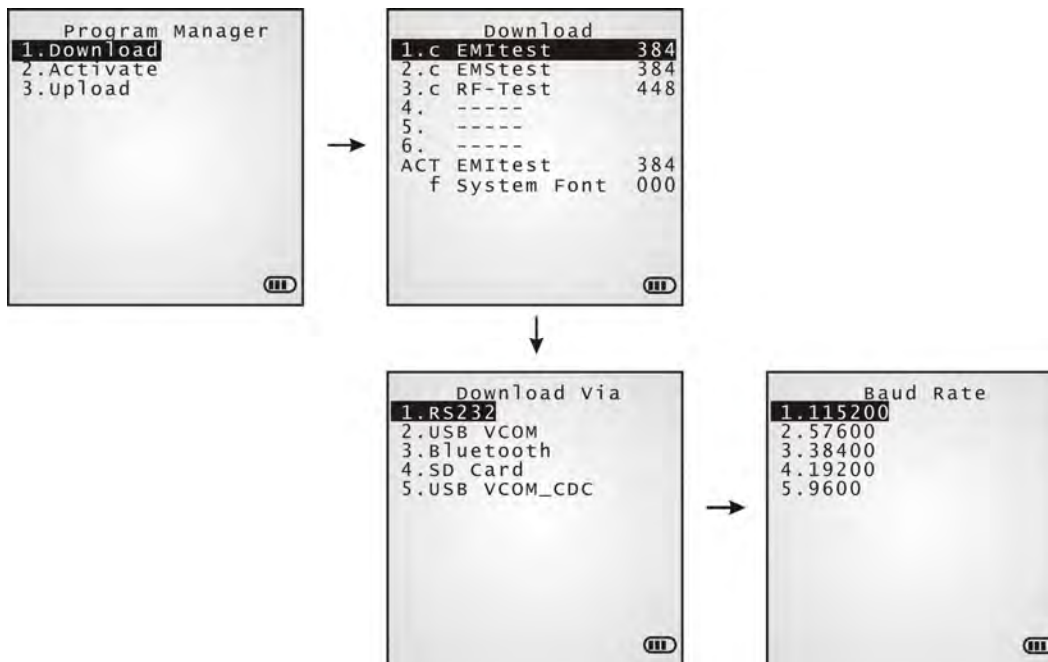 Program Manager
1.Download
2.Activate
3.Upload
Download
1.c EMItest 384
2.c EMStest 384
3.c RF-Test 448
4. -----
5. -----
6. -----
ACT EMItest 384
f System Font 000
Download Via
1.RS232
2.USB VCOM
3.Bluetooth
4.SD Card
5.USB VCOM_CDC
Baud Rate
1.115200
2.57600
3.38400
4.19200
5.9600